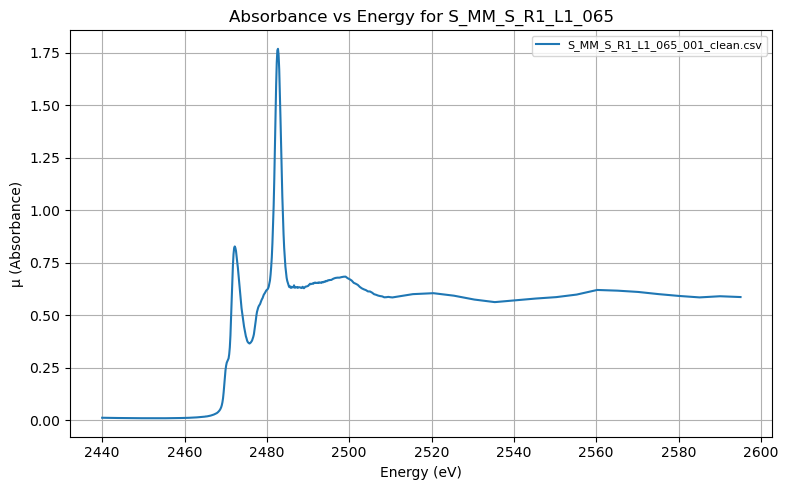 Absorbance vs Energy for S_MM_S_R1_L1_065
S_MM_S_R1_L1_065_001_clean.csv
μ (Absorbance)
1.75
1.50
1.25
1.00
0.75
0.50
0.25
0.00
2440 2460 2480 2500 2520 2540 2560 2580 2600
Energy (eV)